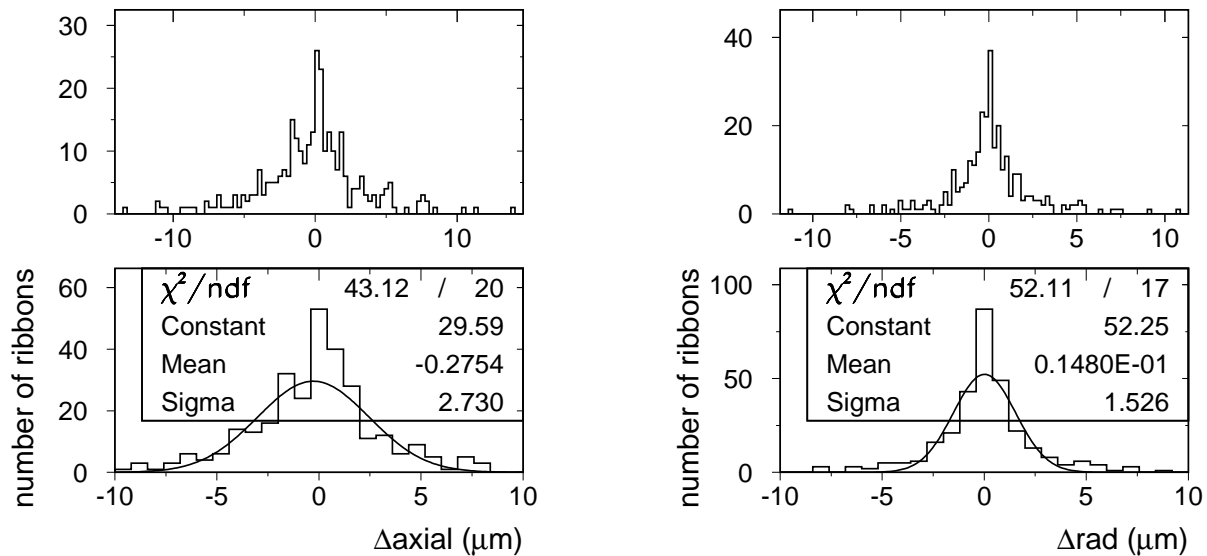 30
20
10
0
-10 0 10
40
20
0
-10 -5 0 5 10
number of ribbons
60
40
20
0
χ²/ndf 43.12 / 20
Constant 29.59
Mean -0.2754
Sigma 2.730
-10 -5 0 5 10
Δaxial (μm)
number of ribbons
100
50
0
χ²/ndf 52.11 / 17
Constant 52.25
Mean 0.1480E-01
Sigma 1.526
-10 -5 0 5 10
Δrad (μm)